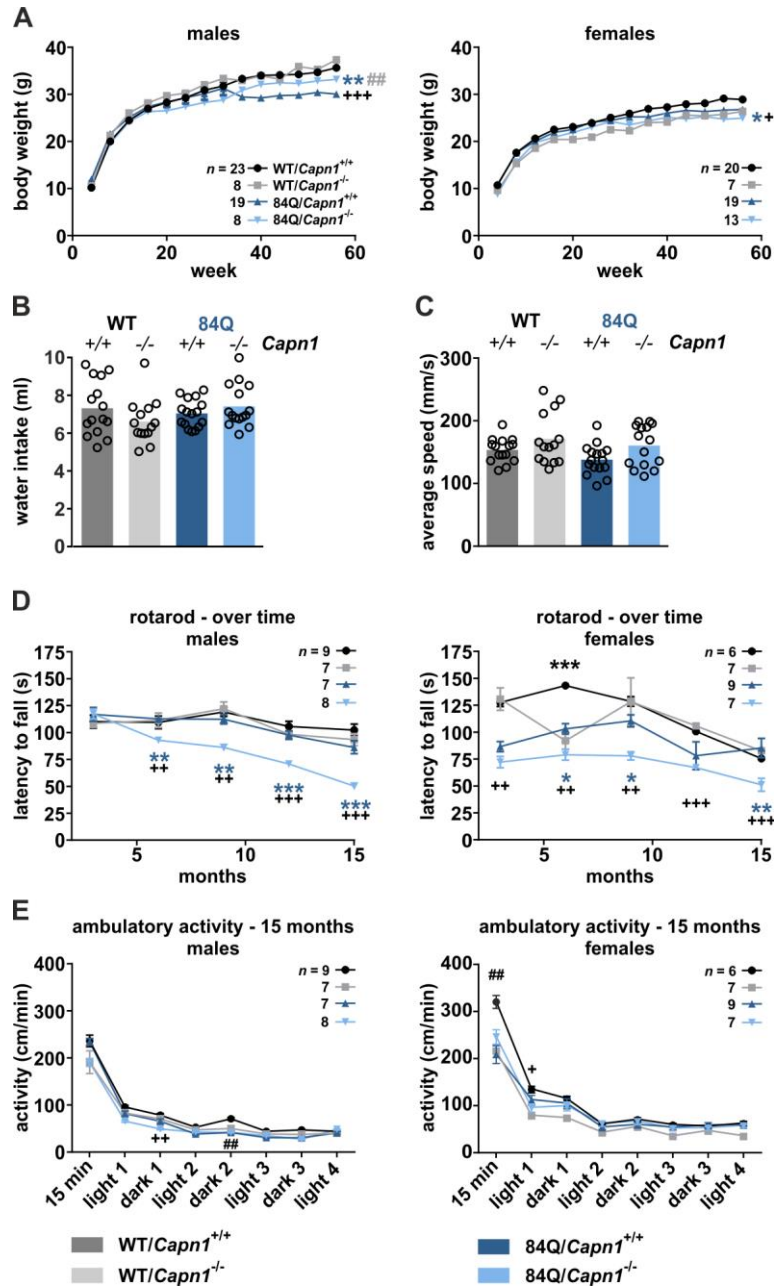 A
males
females
body weight (g)
40
30
20
10
0
n = 23 WT/Capn1+/+
8 WT/Capn1-/-
19 84Q/Capn1+/+
8 84Q/Capn1-/-
** ##
+++
0 20 40 60
week
body weight (g)
40
30
20
10
0
n = 20
7
19
13
*+
0 20 40 60
week
B
WT 84Q
+/+ -/- +/+ -/- Capn1
water intake (ml)
10
8
6
4
2
0
C
WT 84Q
+/+ -/- +/+ -/- Capn1
average speed (mm/s)
300
200
100
0
D
rotarod - over time
males
latency to fall (s)
175
150
125
100
75
50
25
0
n = 9
7
7
8
** ** *** ***
++ ++ +++ +++
5 10 15
months
rotarod - over time
females
latency to fall (s)
175
150
125
100
75
50
25
0
n = 6
7
9
7
***
* * **
++ ++ ++ +++ +++
5 10 15
months
E
ambulatory activity - 15 months
males
activity (cm/min)
400
300
200
100
0
n = 9
7
7
8
++ ##
15 min light 1 dark 1 light 2 dark 2 light 3 dark 3 light 4
ambulatory activity - 15 months
females
activity (cm/min)
400
300
200
100
0
n = 6
7
9
7
##
+
15 min light 1 dark 1 light 2 dark 2 light 3 dark 3 light 4
WT/Capn1+/+
WT/Capn1-/-
84Q/Capn1+/+
84Q/Capn1-/-